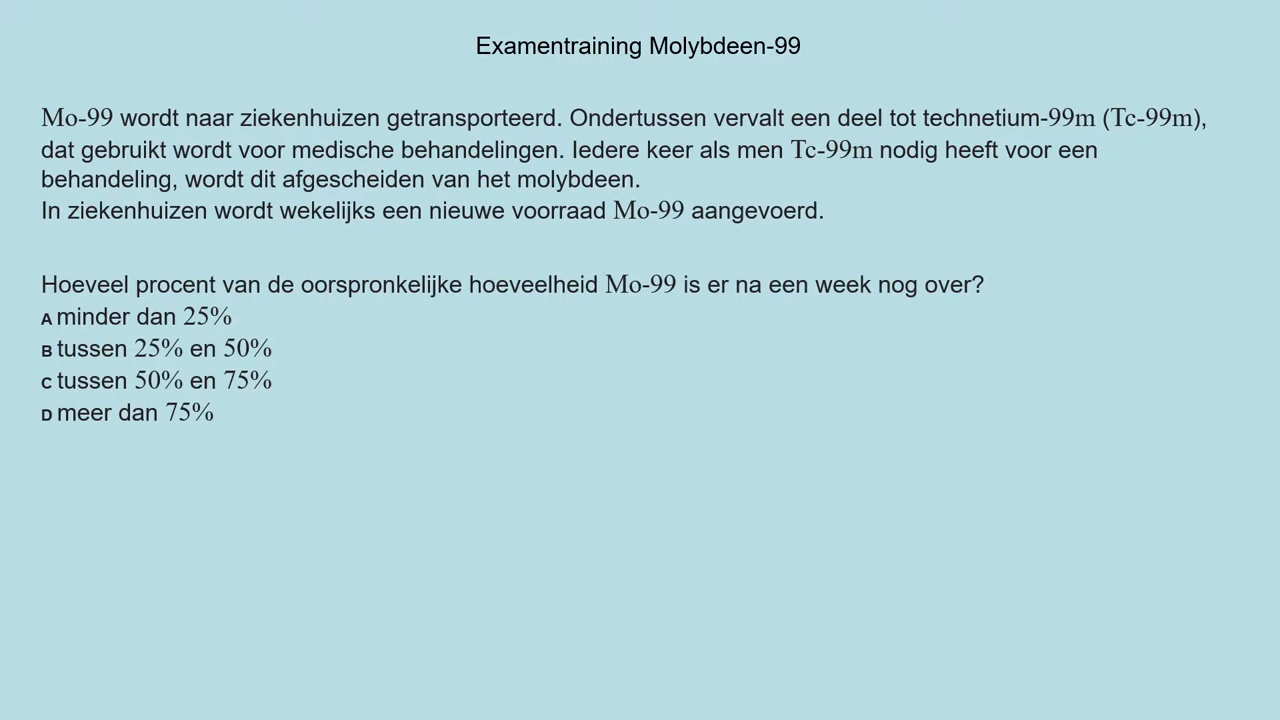 Examentraining Molybdeen-99
Mo-99 wordt naar ziekenhuizen getransporteerd. Ondertussen vervalt een deel tot technetium-99m (Tc-99m),
dat gebruikt wordt voor medische behandelingen. Iedere keer als men Tc-99m nodig heeft voor een
behandeling, wordt dit afgescheiden van het molybdeen.
In ziekenhuizen wordt wekelijks een nieuwe voorraad Mo-99 aangevoerd.
Hoeveel procent van de oorspronkelijke hoeveelheid Mo-99 is er na een week nog over?
A minder dan 25%
B tussen 25% en 50%
C tussen 50% en 75%
D meer dan 75%